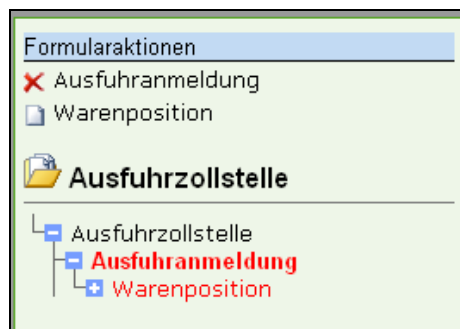 Formularaktionen
Ausfuhranmeldung
Warenposition
Ausfuhrzollstelle
Ausfuhrzollstelle
Ausfuhranmeldung
Warenposition